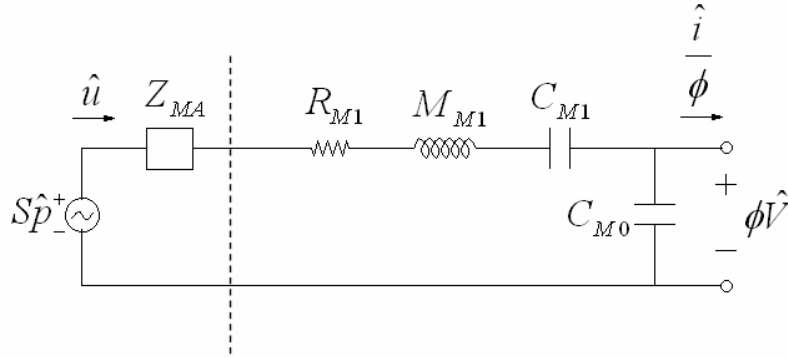 û Z_MA R_M1 M_M1 C_M1 î/ϕ
Sp̂ + − C_M0 + ϕV̂ −